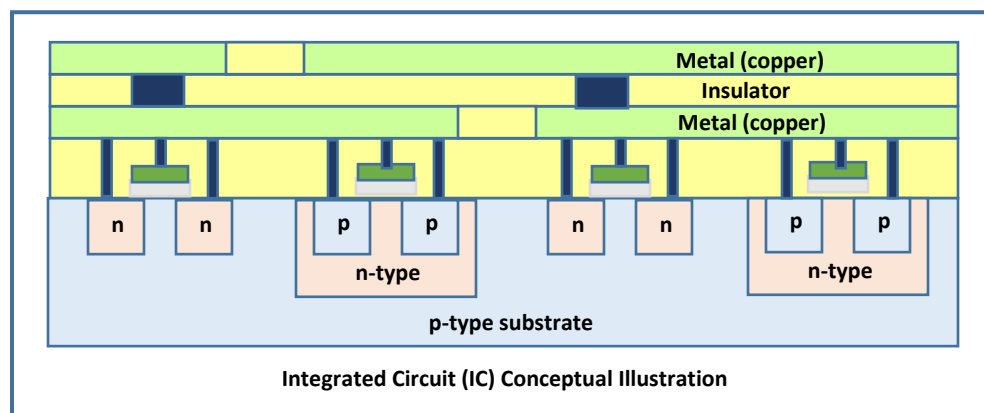 Metal (copper)
Insulator
Metal (copper)
n n p p n n p p
n-type n-type
p-type substrate
Integrated Circuit (IC) Conceptual Illustration